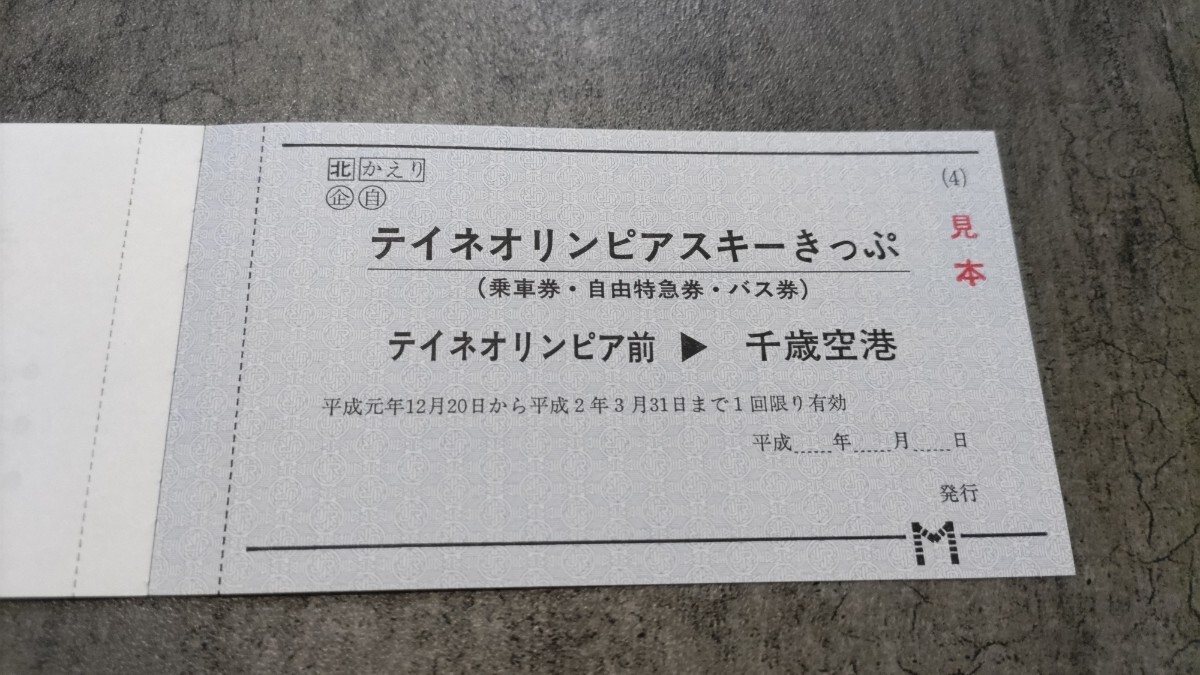 北 かえり
企 自
(4)
見本
テイネオリンピアスキーきっぷ
(乗車券・自由特急券・バス券)
テイネオリンピア前 ▶ 千歳空港
平成元年12月20日から平成2年3月31日まで1回限り有効
平成……年……月……日
発行
M